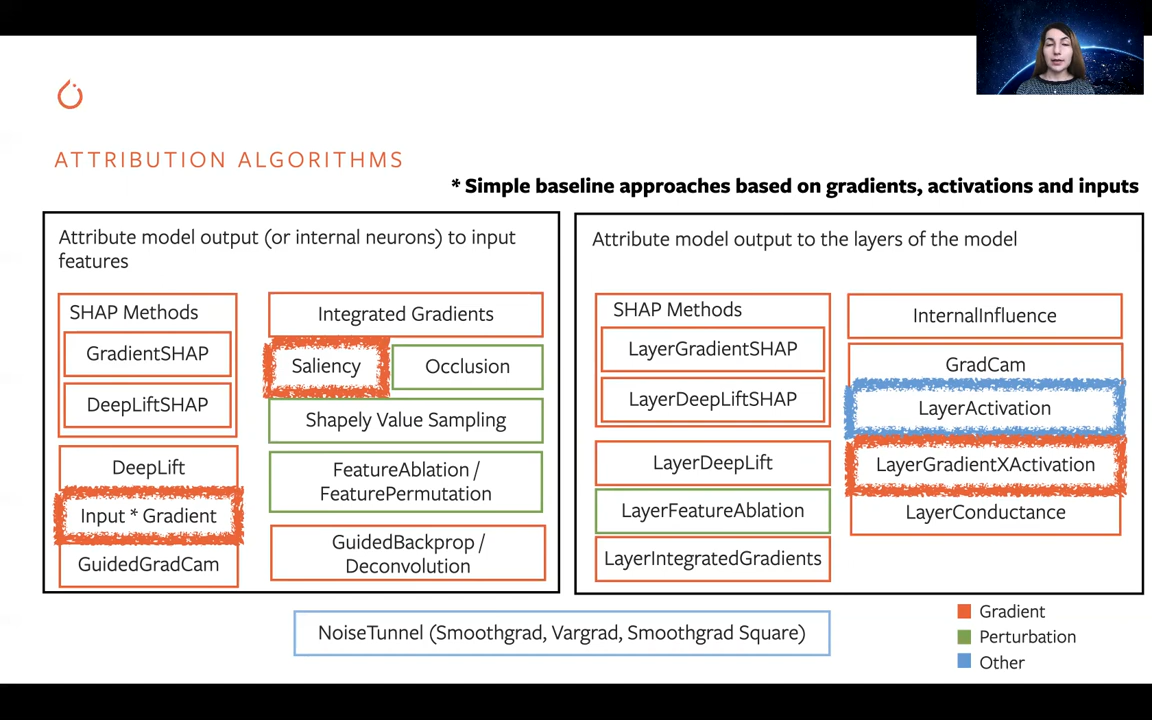 ATTRIBUTION ALGORITHMS
* Simple baseline approaches based on gradients, activations and inputs
Attribute model output (or internal neurons) to input
features
SHAP Methods
GradientSHAP
DeepLiftSHAP
DeepLift
Input * Gradient
GuidedGradCam
Integrated Gradients
Saliency
Occlusion
Shapely Value Sampling
FeatureAblation /
FeaturePermutation
GuidedBackprop /
Deconvolution
Attribute model output to the layers of the model
SHAP Methods
LayerGradientSHAP
LayerDeepLiftSHAP
LayerDeepLift
LayerFeatureAblation
LayerIntegratedGradients
InternalInfluence
GradCam
LayerActivation
LayerGradientXActivation
LayerConductance
NoiseTunnel (Smoothgrad, Vargrad, Smoothgrad Square)
Gradient
Perturbation
Other